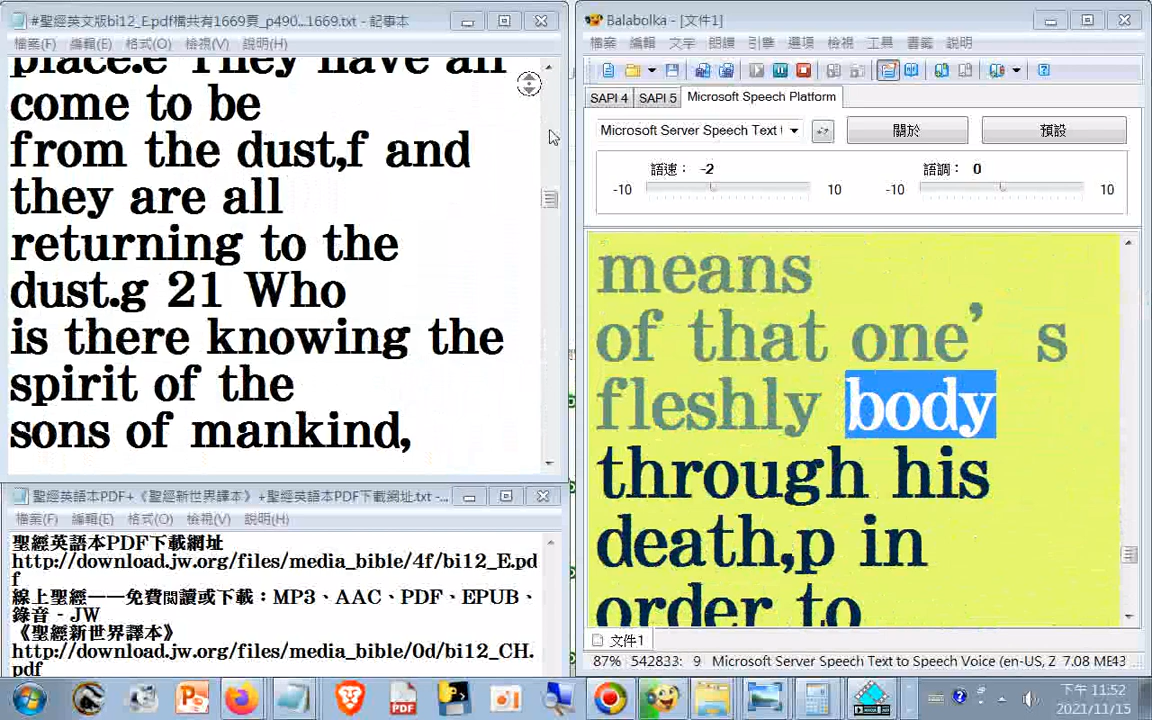 #聖經英文版bi12_E.pdf檔共有1669頁_p490...1669.txt - 記事本
檔案(F) 編輯(E) 格式(O) 檢視(V) 說明(H)
place.e They have all
come to be
from the dust,f and
they are all
returning to the
dust.g 21 Who
is there knowing the
spirit of the
sons of mankind,
聖經英語本PDF+《聖經新世界譯本》+聖經英語本PDF下載網址.txt -...
檔案(F) 編輯(E) 格式(O) 檢視(V) 說明(H)
聖經英語本PDF下載網址
http://download.jw.org/files/media_bible/4f/bi12_E.pd
f
線上聖經——免費閱讀或下載：MP3、AAC、PDF、EPUB、
錄音 - JW
《聖經新世界譯本》
http://download.jw.org/files/media_bible/0d/bi12_CH.
pdf
Balabolka - [文件1]
檔案 編輯 文字 朗讀 引擎 選項 檢視 工具 書籤 說明
SAPI 4 SAPI 5 Microsoft Speech Platform
Microsoft Server Speech Text 關於 預設
語速： -2 語調： 0
-10 10 -10 10
means
of that one’s
fleshly body
through his
death,p in
order to
文件1
87% 542833: 9 Microsoft Server Speech Text to Speech Voice (en-US, Z 7.08 ME43
PDF
下午 11:52
2021/11/15